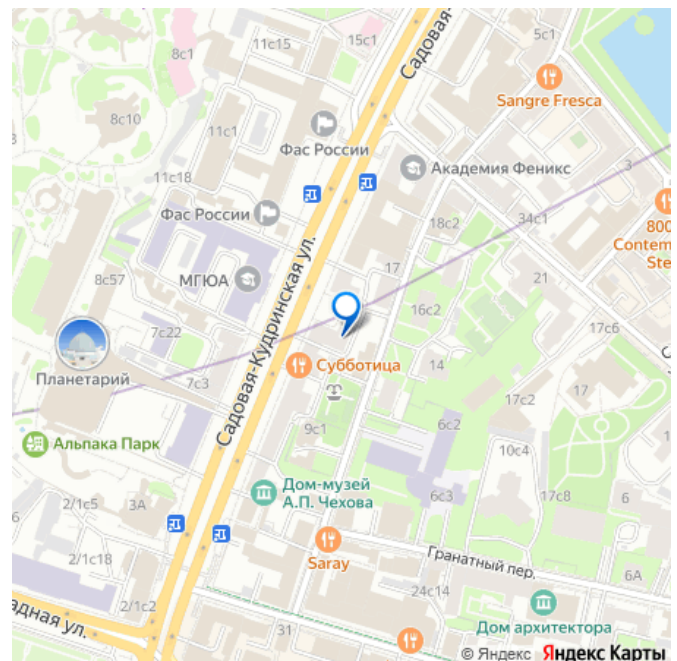 8с1
11с15
15с1
Садовая-
5с1
Sangre Fresca
8с10
11с1
Фас России
Академия Феникс
3
11с18
Фас России
18с2
34с1
800
Contem
Ste
МГЮА
17
21
8с57
Садовая-Кудринская ул.
16с2
17с6
7с22
Планетарий
Субботица
14
7с3
17с2
6с2
9с1
10с4
Альпака Парк
Дом-музей
А.П. Чехова
2/1с5
3А
6с3
17с8
6
Saray
Гранатный пер.
2/1с18
6А
24с14
2/1с2
адная ул.
31
Дом архитектора
© Яндекс Яндекс Карты